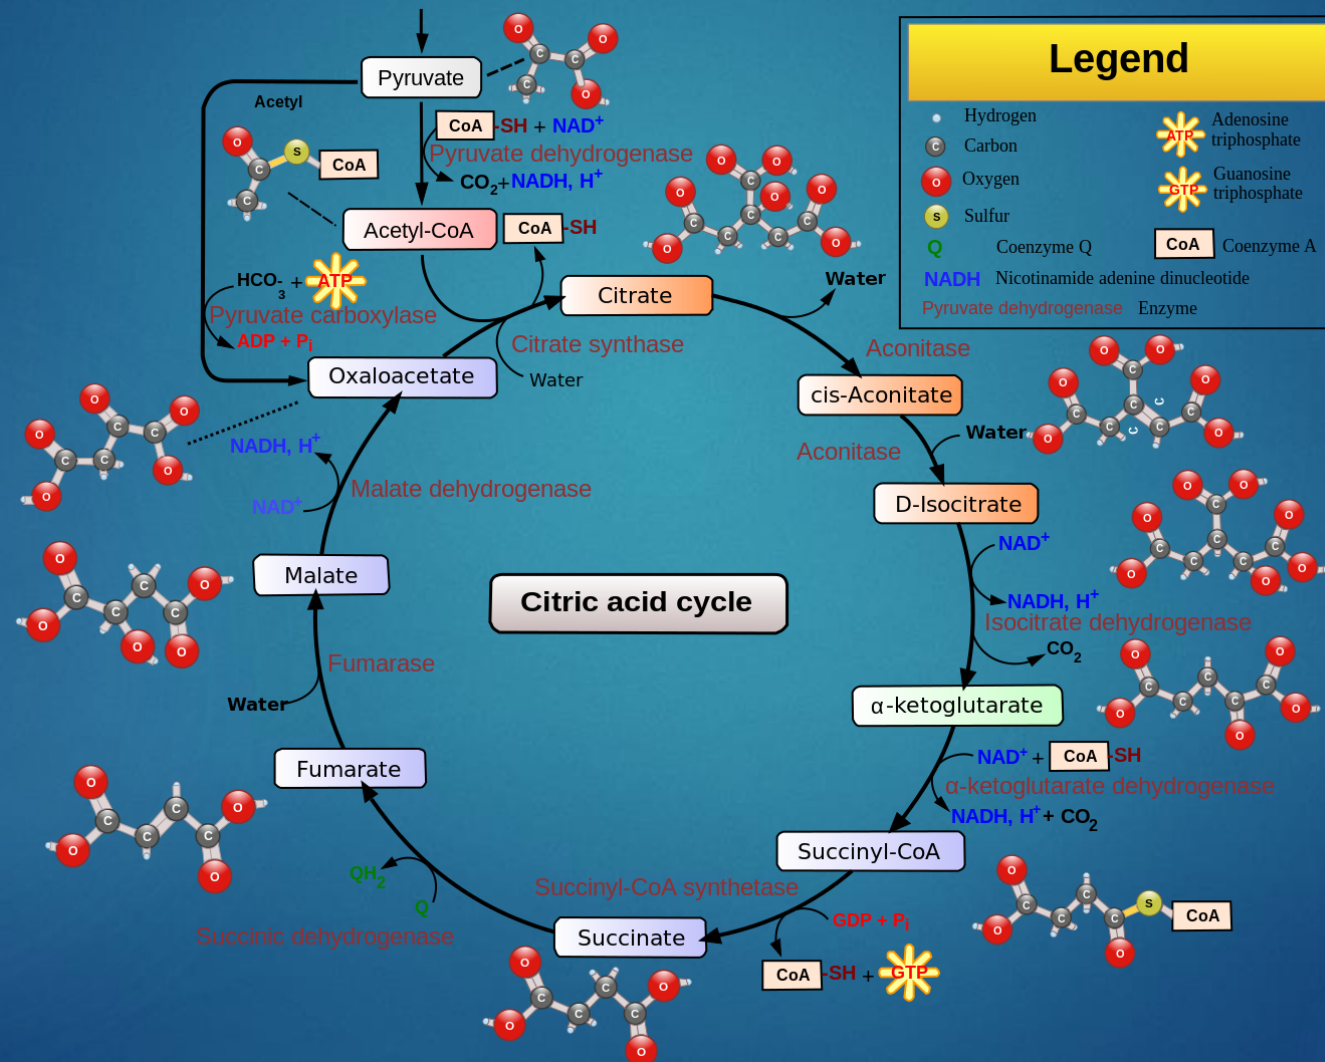 Pyruvate
Acetyl
CoA -SH + NAD+
Pyruvate dehydrogenase
CO2+NADH, H+
S CoA
Acetyl-CoA
CoA -SH
HCO-3 + ATP
Pyruvate carboxylase
ADP + Pi
Citrate
Water
Citrate synthase
Water
Oxaloacetate
Aconitase
cis-Aconitate
Water
Aconitase
D-Isocitrate
NADH, H+
NAD+
Malate dehydrogenase
NAD+
NADH, H+
Isocitrate dehydrogenase
CO2
Malate
Citric acid cycle
Fumarase
Water
α-ketoglutarate
NAD+ + CoA -SH
α-ketoglutarate dehydrogenase
NADH, H+ + CO2
Fumarate
Succinyl-CoA
QH2
Q
Succinyl-CoA synthetase
GDP + Pi
S CoA
Succinic dehydrogenase
Succinate
CoA -SH + GTP
Legend
Hydrogen
C Carbon
O Oxygen
S Sulfur
Q Coenzyme Q
ATP Adenosine
triphosphate
GTP Guanosine
triphosphate
CoA Coenzyme A
NADH Nicotinamide adenine dinucleotide
Pyruvate dehydrogenase Enzyme